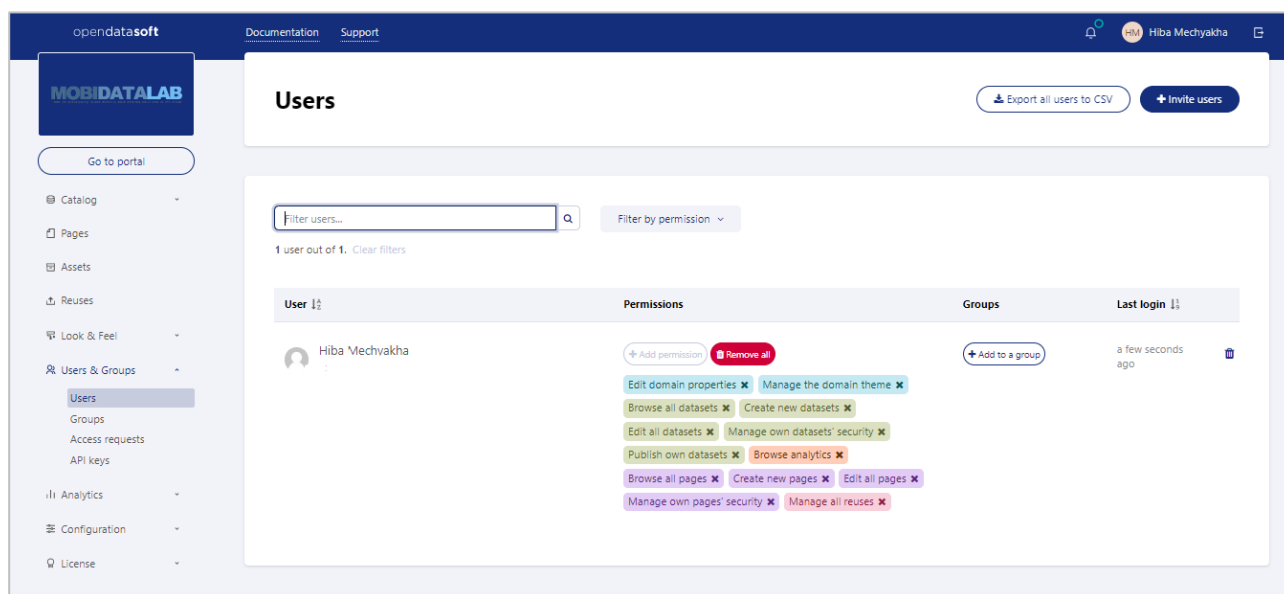 opendatasoft
Documentation Support
HM Hiba Mechyakha
MOBIDATALAB
Users
Export all users to CSV
Invite users
Go to portal
Catalog
Pages
Assets
Reuses
Look & Feel
Users & Groups
Users
Groups
Access requests
API keys
Analytics
Configuration
License
Filter users...
Filter by permission
1 user out of 1. Clear filters
User Permissions Groups Last login
Hiba Mechyakha
+ Add permission Remove all
+ Add to a group
a few seconds
ago
Edit domain properties ✖ Manage the domain theme ✖
Browse all datasets ✖ Create new datasets ✖
Edit all datasets ✖ Manage own datasets' security ✖
Publish own datasets ✖ Browse analytics ✖
Browse all pages ✖ Create new pages ✖ Edit all pages ✖
Manage own pages' security ✖ Manage all reuses ✖